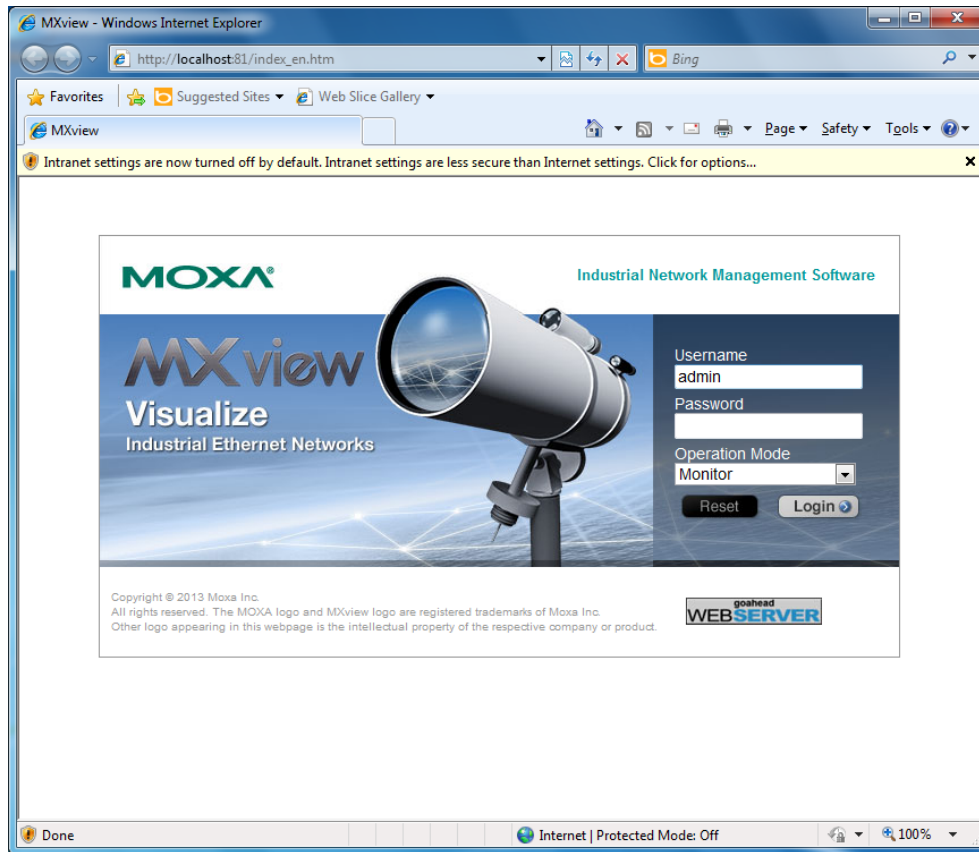 MXview - Windows Internet Explorer
http://localhost:81/index_en.htm
Bing
Favorites
Suggested Sites
Web Slice Gallery
MXview
Page
Safety
Tools
Intranet settings are now turned off by default. Intranet settings are less secure than Internet settings. Click for options...
MOXA®
Industrial Network Management Software
MXview
Visualize
Industrial Ethernet Networks
Username
admin
Password
Operation Mode
Monitor
Reset
Login
Copyright © 2013 Moxa Inc.
All rights reserved. The MOXA logo and MXview logo are registered trademarks of Moxa Inc.
Other logo appearing in this webpage is the intellectual property of the respective company or product.
goahead
WEBSERVER
Done
Internet | Protected Mode: Off
100%